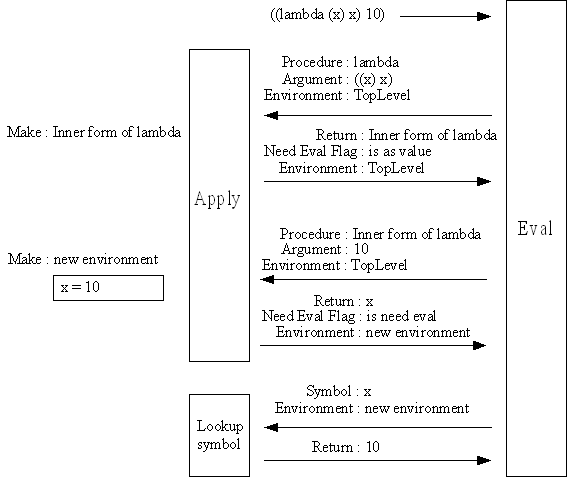 ((lambda (x) x) 10)
Procedure : lambda
Argument : ((x) x)
Environment : TopLevel
Make : Inner form of lambda
Return : Inner form of lambda
Need Eval Flag : is as value
Environment : TopLevel
Apply
Eval
Procedure : Inner form of lambda
Argument : 10
Environment : TopLevel
Make : new environment
x = 10
Return : x
Need Eval Flag : is need eval
Environment : new environment
Symbol : x
Environment : new environment
Lookup
symbol
Return : 10